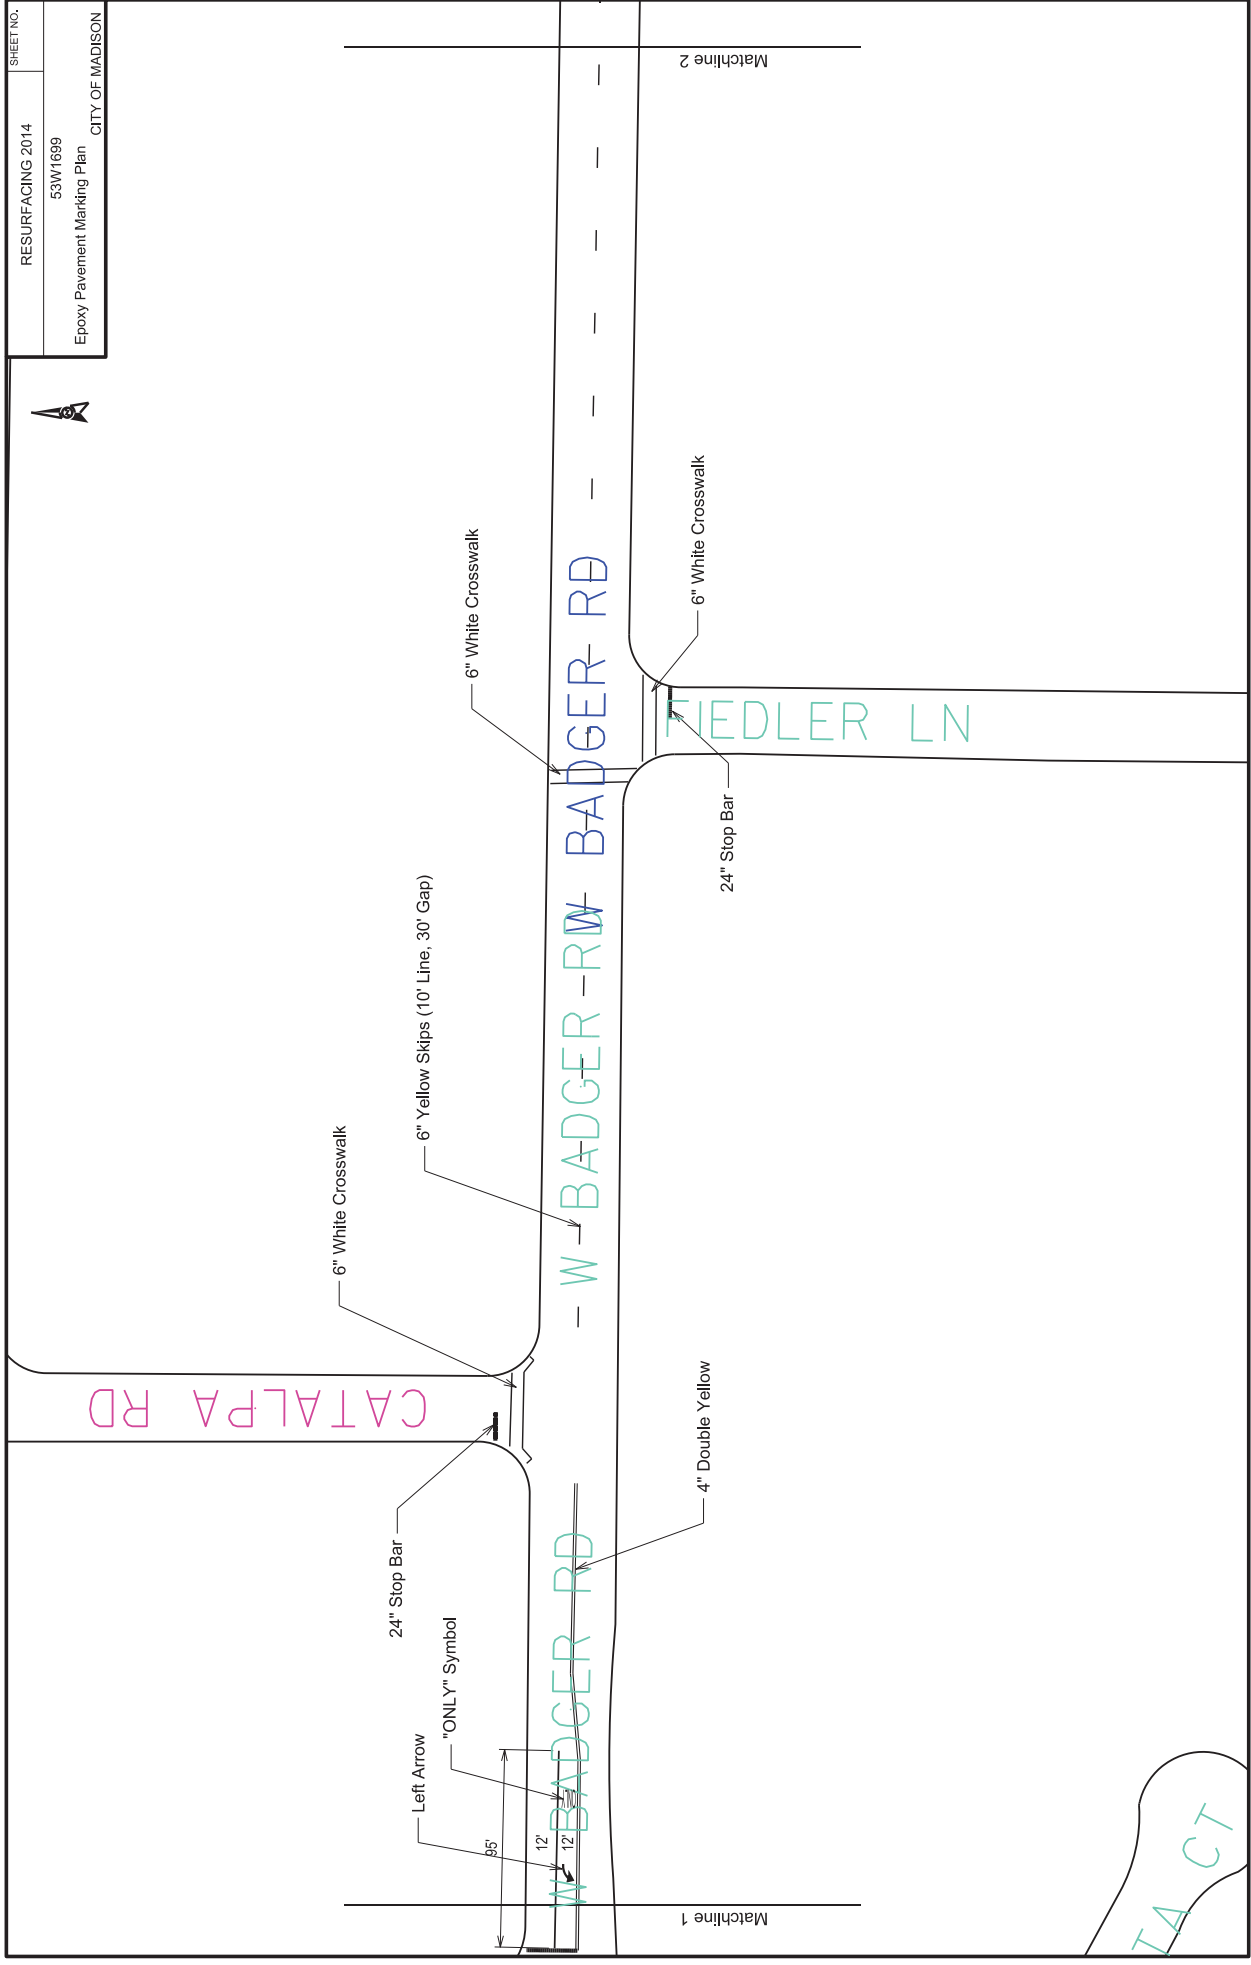 SHEET NO.
RESURFACING 2014
53W1699
Epoxy Pavement Marking Plan
CITY OF MADISON
N
Matchline 2
6" White Crosswalk
6" White Crosswalk
W BADGER RD
FIEDLER LN
24" Stop Bar
6" Yellow Skips (10' Line, 30' Gap)
W BADGER RD
6" White Crosswalk
CATALPA RD
24" Stop Bar
4" Double Yellow
"ONLY" Symbol
Left Arrow
W BADGER RD
95'
12'
12'
Matchline 1
TA CT